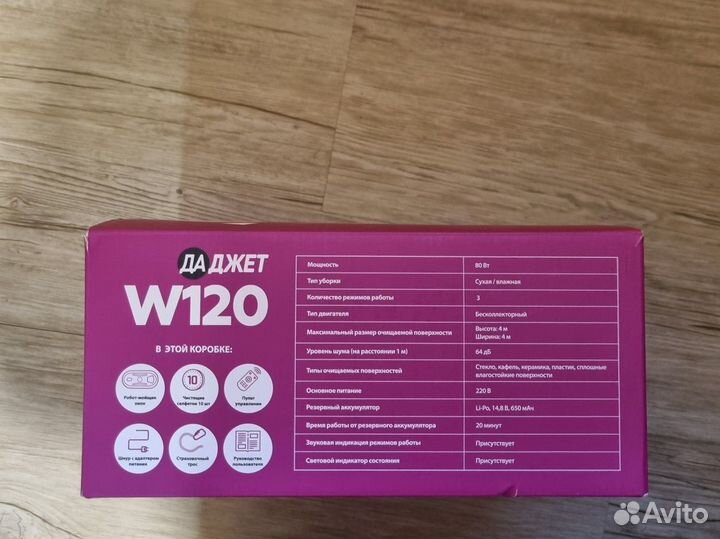 ДАДЖЕТ
W120
В ЭТОЙ КОРОБКЕ:
Робот-мойщик
окон
10
Чистящие
салфетки 10 шт
Пульт
управления
Шнур с адаптером
питания
Страховочный
трос
Руководство
пользователя
Мощность 80 Вт
Тип уборки Сухая / влажная
Количество режимов работы 3
Тип двигателя Бесколлекторный
Максимальный размер очищаемой поверхности Высота: 4 м
Ширина: 4 м
Уровень шума (на расстоянии 1 м) 64 дБ
Типы очищаемых поверхностей Стекло, кафель, керамика, пластик, сплошные
влагостойкие поверхности
Основное питание 220 В
Резервный аккумулятор Li-Po, 14,8 В, 650 мАч
Время работы от резервного аккумулятора 20 минут
Звуковая индикация режимов работы Присутствует
Световой индикатор состояния Присутствует
Avito